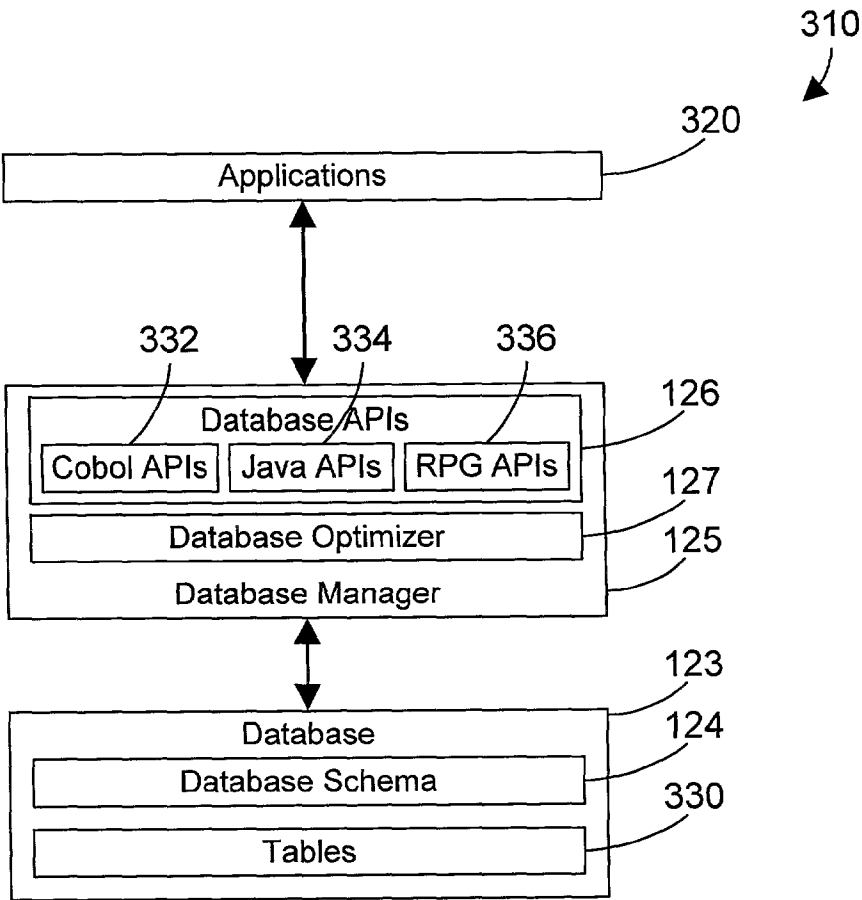 310
320
Applications
332 334 336
126
Database APIs
Cobol APIs Java APIs RPG APIs
127
Database Optimizer
125
Database Manager
123
Database
124
Database Schema
330
Tables